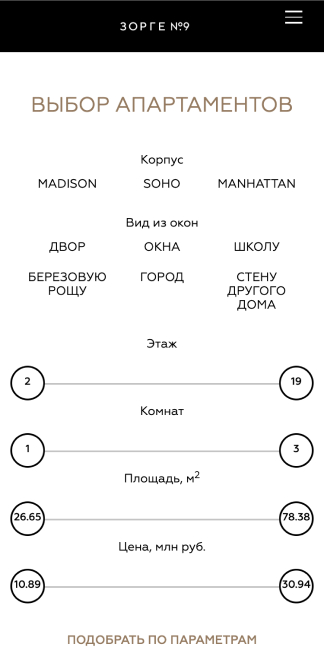 ЗОРГЕ №9
ВЫБОР АПАРТАМЕНТОВ
Корпус
MADISON SOHO MANHATTAN
Вид из окон
ДВОР ОКНА ШКОЛУ
БЕРЕЗОВУЮ РОЩУ ГОРОД СТЕНУ ДРУГОГО ДОМА
Этаж
2 19
Комнат
1 3
Площадь, м²
26.65 78.38
Цена, млн руб.
10.89 30.94
ПОДОБРАТЬ ПО ПАРАМЕТРАМ